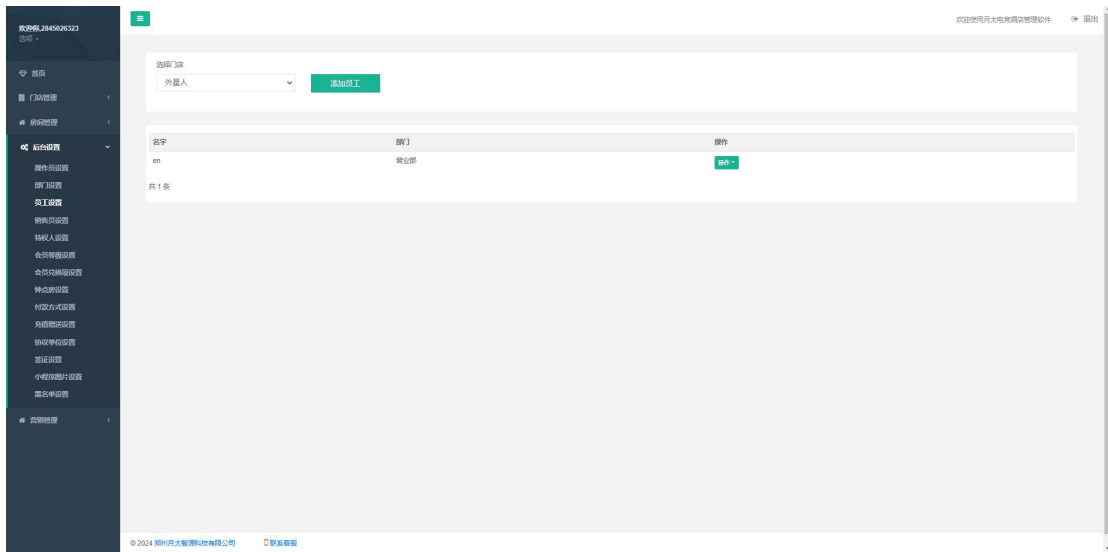 欢迎你,2845026323
选项
首页
门店管理
房间管理
后台设置
操作员设置
部门设置
员工设置
销售员设置
特权人设置
会员等级设置
会员兑换项设置
钟点房设置
付款方式设置
充值赠送设置
协议单位设置
签证设置
小程序图片设置
黑名单设置
营销管理
欢迎使用月太电竞酒店管理软件 退出
选择门店
外星人 添加员工
名字 部门 操作
en 营业部 操作
共 1 条
© 2024 郑州月太智源科技有限公司 联系客服